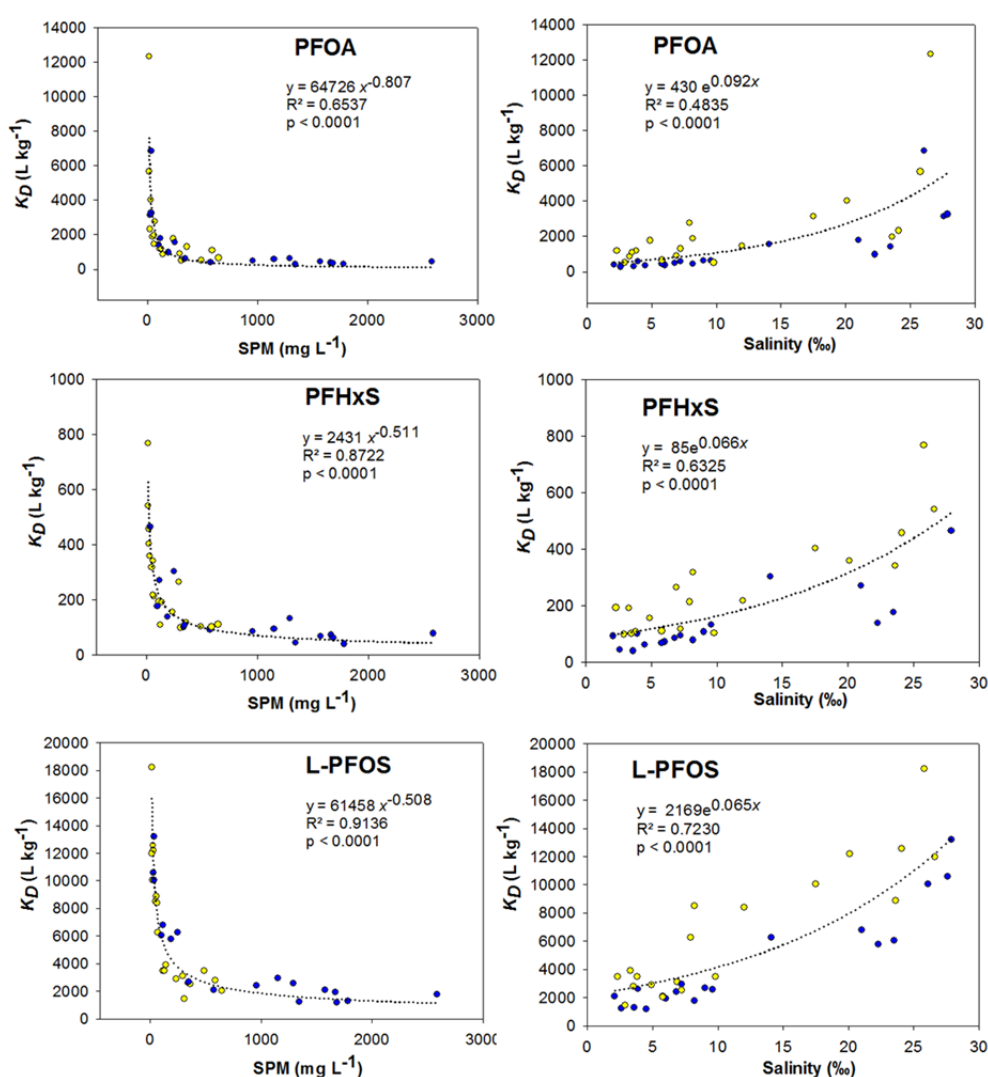 PFOA
y = 64726 x^-0.807
R² = 0.6537
p < 0.0001
14000
12000
10000
8000
6000
4000
2000
0
K_D (L kg^-1)
0 1000 2000 3000
SPM (mg L^-1)
PFOA
y = 430 e^0.092x
R² = 0.4835
p < 0.0001
14000
12000
10000
8000
6000
4000
2000
0
K_D (L kg^-1)
0 5 10 15 20 25 30
Salinity (‰)
PFHxS
y = 2431 x^-0.511
R² = 0.8722
p < 0.0001
1000
800
600
400
200
0
K_D (L kg^-1)
0 1000 2000 3000
SPM (mg L^-1)
PFHxS
y = 85e^0.066x
R² = 0.6325
p < 0.0001
1000
800
600
400
200
0
K_D (L kg^-1)
0 5 10 15 20 25 30
Salinity (‰)
L-PFOS
y = 61458 x^-0.508
R² = 0.9136
p < 0.0001
20000
18000
16000
14000
12000
10000
8000
6000
4000
2000
0
K_D (L kg^-1)
0 1000 2000 3000
SPM (mg L^-1)
L-PFOS
y = 2169e^0.065x
R² = 0.7230
p < 0.0001
20000
18000
16000
14000
12000
10000
8000
6000
4000
2000
0
K_D (L kg^-1)
0 5 10 15 20 25 30
Salinity (‰)